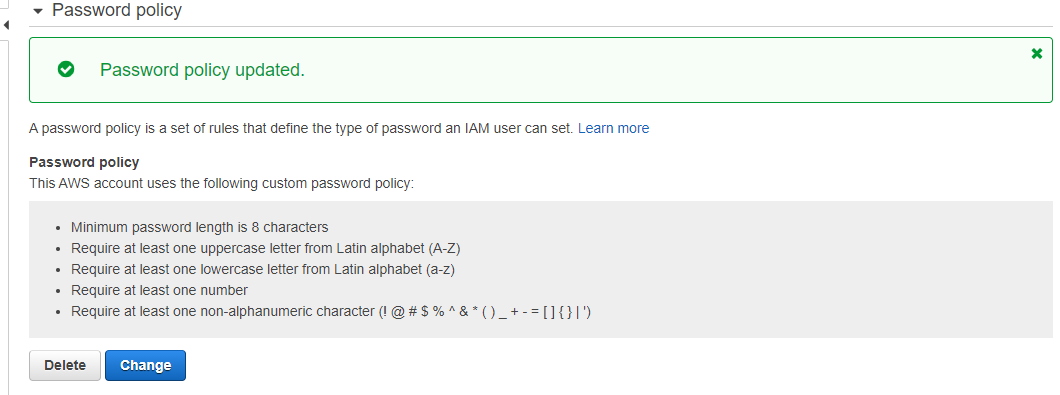 Password policy
Password policy updated.
A password policy is a set of rules that define the type of password an IAM user can set. Learn more
Password policy
This AWS account uses the following custom password policy:
• Minimum password length is 8 characters
• Require at least one uppercase letter from Latin alphabet (A-Z)
• Require at least one lowercase letter from Latin alphabet (a-z)
• Require at least one number
• Require at least one non-alphanumeric character (! @ # $ % ^ & * ( ) _ + - = [ ] { } | ')
Delete Change